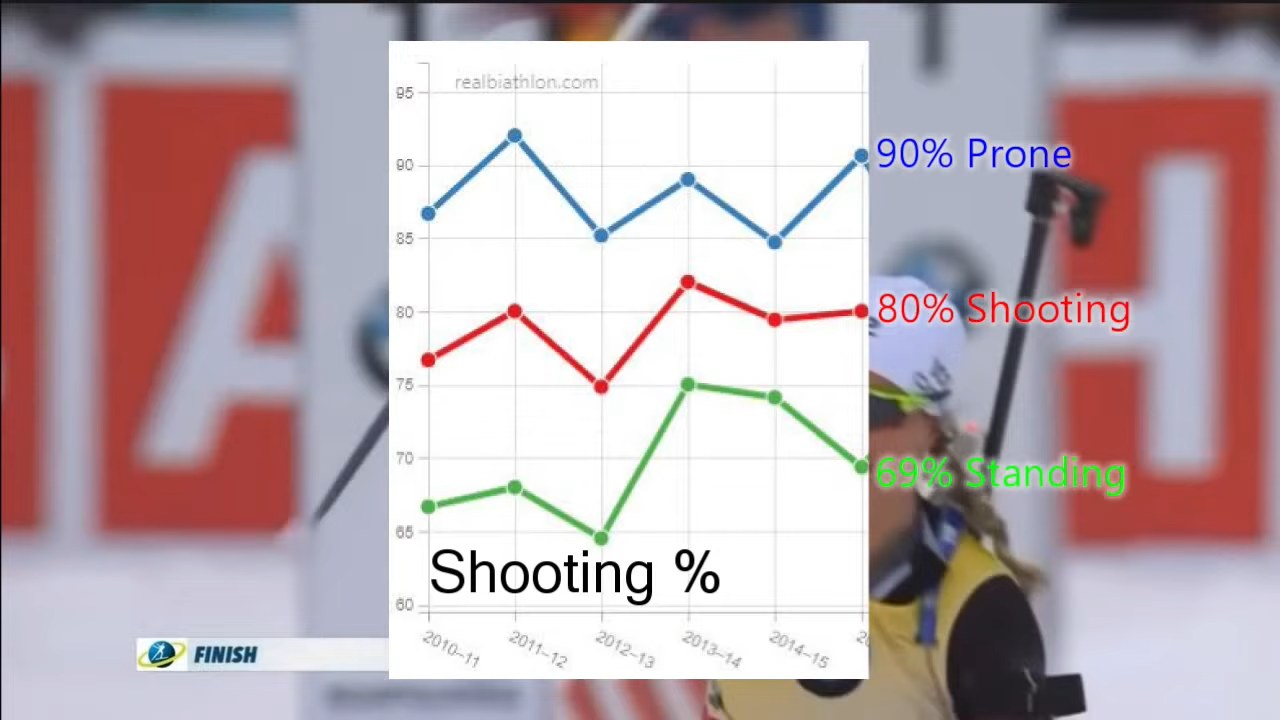 realbiathlon.com
95
90
85
80
75
70
65
60
90% Prone
80% Shooting
69% Standing
Shooting %
2010–11
2011–12
2012–13
2013–14
2014–15
FINISH
A
H